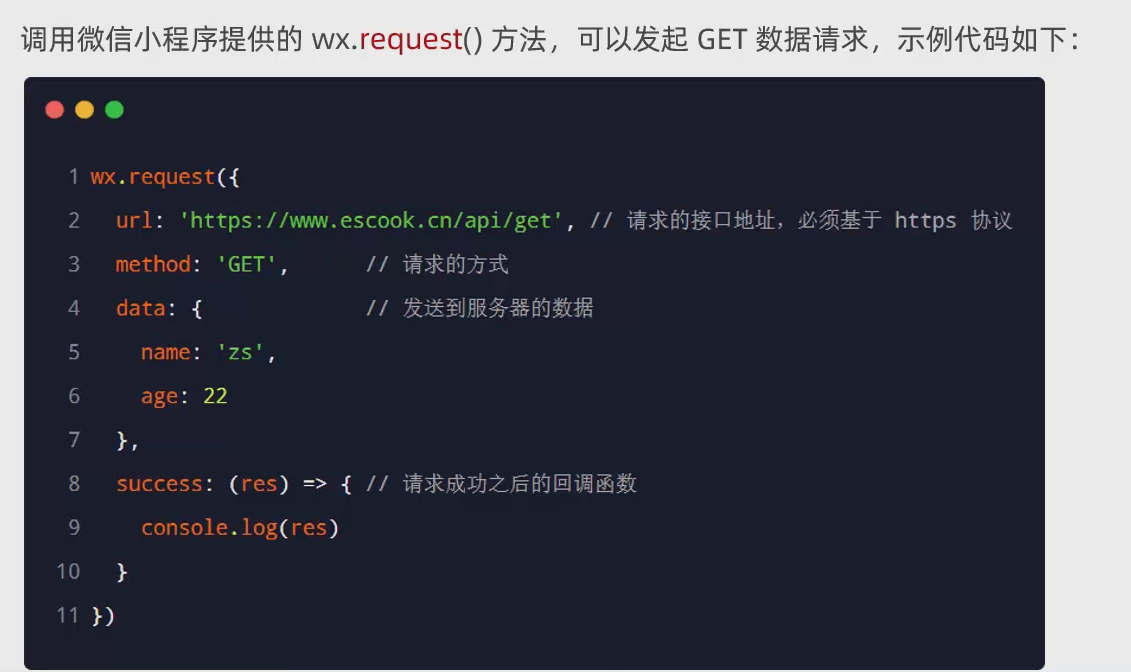 调用微信小程序提供的 wx.request() 方法，可以发起 GET 数据请求，示例代码如下：
1 wx.request({
2   url: 'https://www.escook.cn/api/get', // 请求的接口地址，必须基于 https 协议
3   method: 'GET',      // 请求的方式
4   data: {             // 发送到服务器的数据
5     name: 'zs',
6     age: 22
7   },
8   success: (res) => { // 请求成功之后的回调函数
9     console.log(res)
10   }
11 })